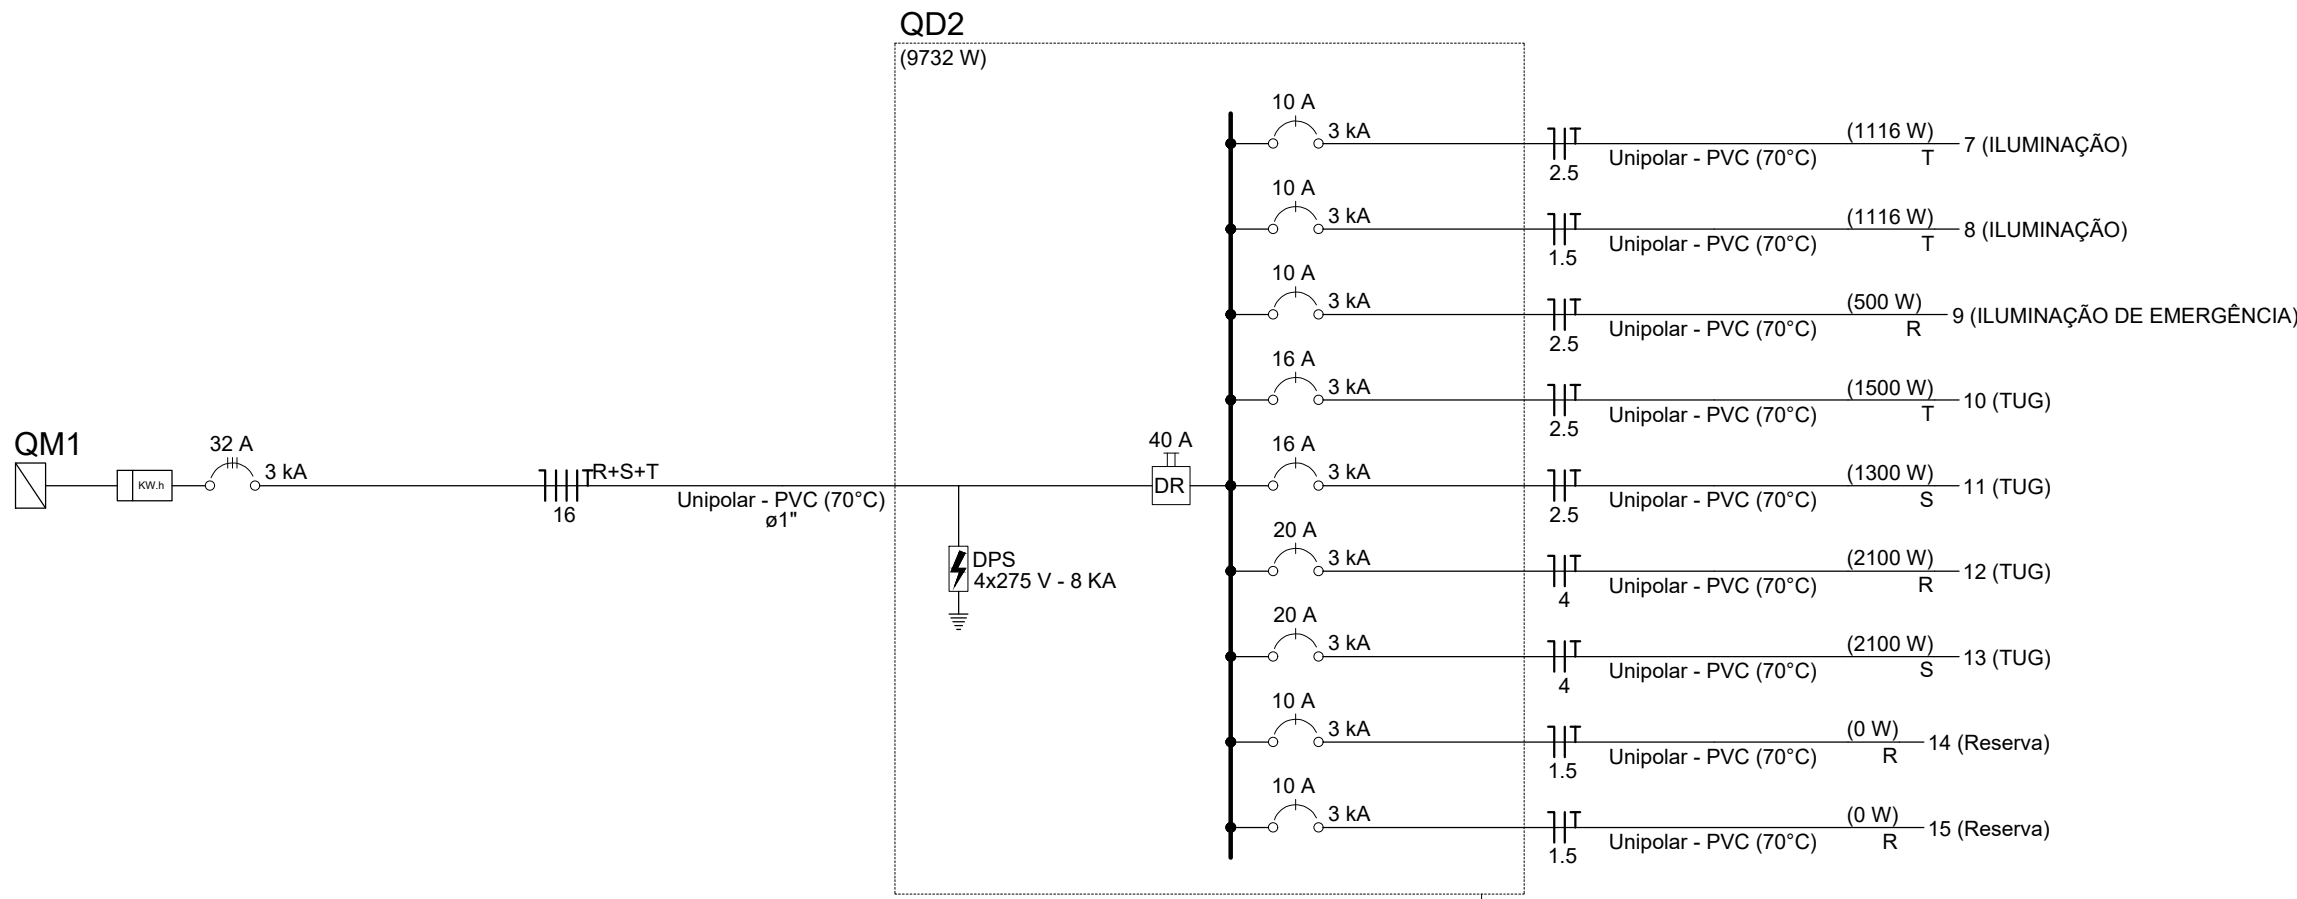 QD2
(9732 W)
10 A
3 kA
T
2.5
Unipolar - PVC (70°C)
(1116 W)
T
7 (ILUMINAÇÃO)
10 A
3 kA
T
1.5
Unipolar - PVC (70°C)
(1116 W)
T
8 (ILUMINAÇÃO)
10 A
3 kA
T
2.5
Unipolar - PVC (70°C)
(500 W)
R
9 (ILUMINAÇÃO DE EMERGÊNCIA)
16 A
3 kA
T
2.5
Unipolar - PVC (70°C)
(1500 W)
T
10 (TUG)
QM1
KW.h
32 A
3 kA
T
R+S+T
16
Unipolar - PVC (70°C)
ø1"
40 A
DR
16 A
3 kA
T
2.5
Unipolar - PVC (70°C)
(1300 W)
S
11 (TUG)
DPS
4x275 V - 8 KA
20 A
3 kA
T
4
Unipolar - PVC (70°C)
(2100 W)
R
12 (TUG)
20 A
3 kA
T
4
Unipolar - PVC (70°C)
(2100 W)
S
13 (TUG)
10 A
3 kA
T
1.5
Unipolar - PVC (70°C)
(0 W)
R
14 (Reserva)
10 A
3 kA
T
1.5
Unipolar - PVC (70°C)
(0 W)
R
15 (Reserva)